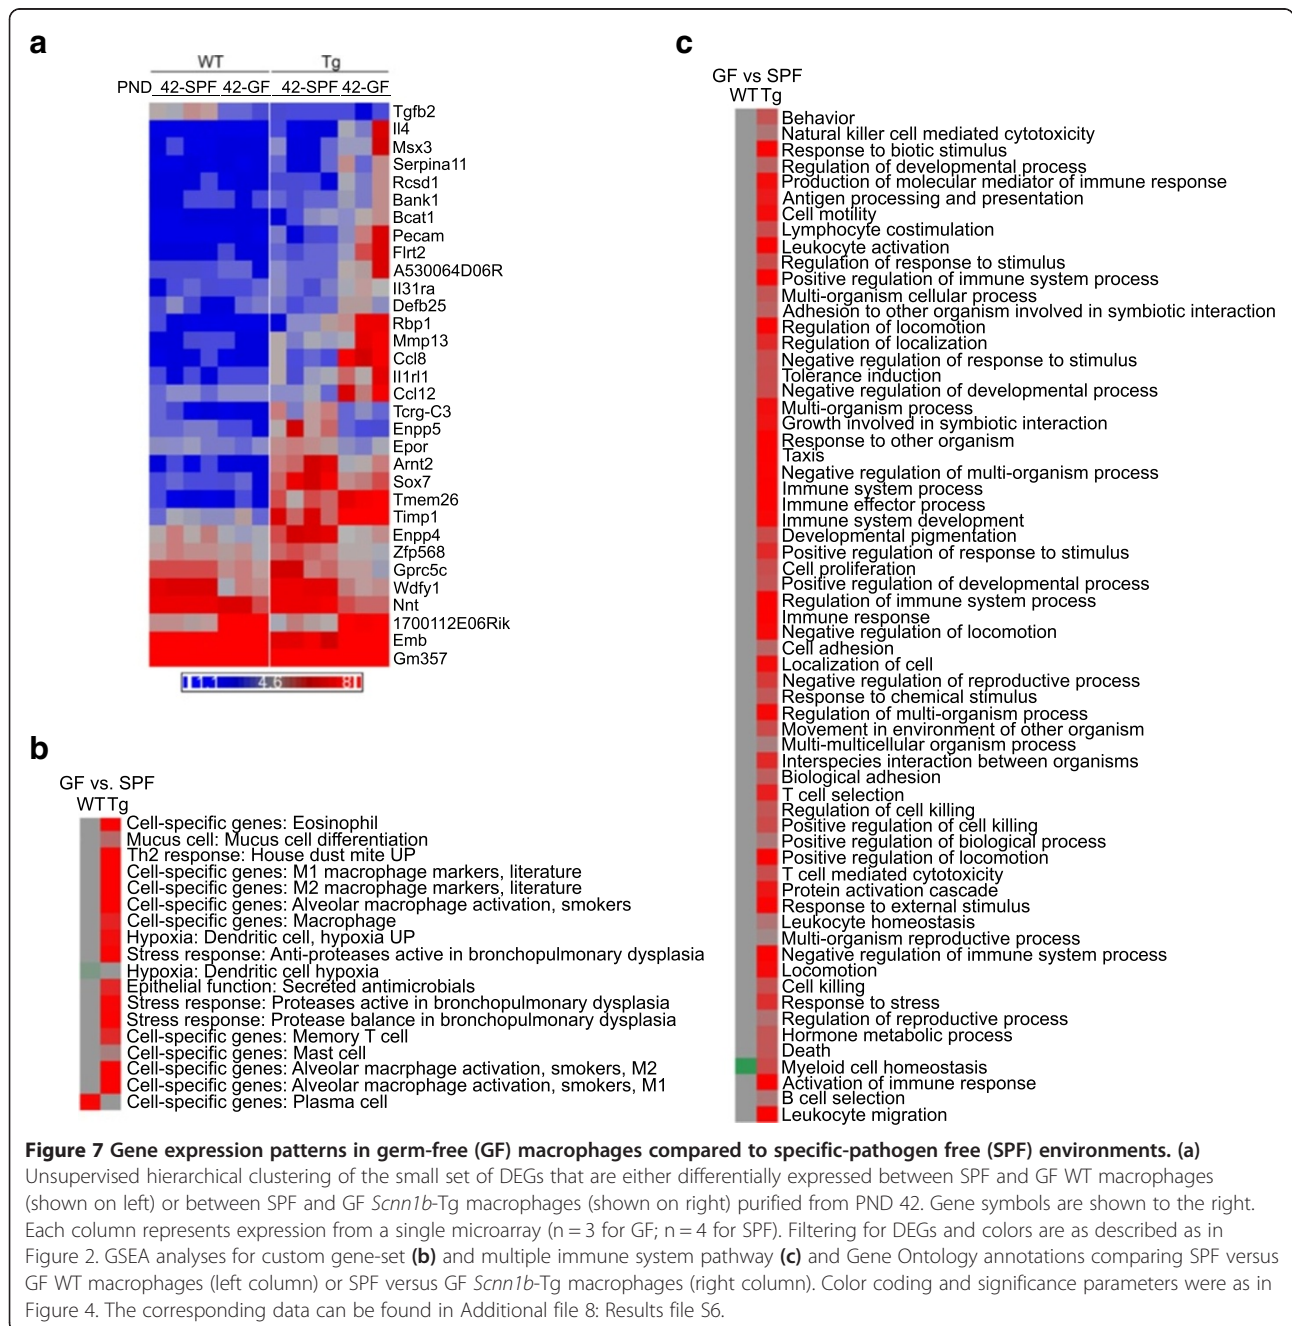 a
WT Tg
PND 42-SPF 42-GF 42-SPF 42-GF
Tgfb2
Il4
Msx3
Serpina11
Rcsd1
Bank1
Bcat1
Pecam
Flrt2
A530064D06R
Il31ra
Defb25
Rbp1
Mmp13
Ccl8
Il1rl1
Ccl12
Tcrg-C3
Enpp5
Epor
Arnt2
Sox7
Tmem26
Timp1
Enpp4
Zfp568
Gprc5c
Wdfy1
Nnt
1700112E06Rik
Emb
Gm357
1.1 4.6 8
b
GF vs. SPF
WT Tg
Cell-specific genes: Eosinophil
Mucus cell: Mucus cell differentiation
Th2 response: House dust mite UP
Cell-specific genes: M1 macrophage markers, literature
Cell-specific genes: M2 macrophage markers, literature
Cell-specific genes: Alveolar macrophage activation, smokers
Cell-specific genes: Macrophage
Hypoxia: Dendritic cell, hypoxia UP
Stress response: Anti-proteases active in bronchopulmonary dysplasia
Hypoxia: Dendritic cell hypoxia
Epithelial function: Secreted antimicrobials
Stress response: Proteases active in bronchopulmonary dysplasia
Stress response: Protease balance in bronchopulmonary dysplasia
Cell-specific genes: Memory T cell
Cell-specific genes: Mast cell
Cell-specific genes: Alveolar macrphage activation, smokers, M2
Cell-specific genes: Alveolar macrophage activation, smokers, M1
Cell-specific genes: Plasma cell
c
GF vs SPF
WT Tg
Behavior
Natural killer cell mediated cytotoxicity
Response to biotic stimulus
Regulation of developmental process
Production of molecular mediator of immune response
Antigen processing and presentation
Cell motility
Lymphocyte costimulation
Leukocyte activation
Regulation of response to stimulus
Positive regulation of immune system process
Multi-organism cellular process
Adhesion to other organism involved in symbiotic interaction
Regulation of locomotion
Regulation of localization
Negative regulation of response to stimulus
Tolerance induction
Negative regulation of developmental process
Multi-organism process
Growth involved in symbiotic interaction
Response to other organism
Taxis
Negative regulation of multi-organism process
Immune system process
Immune effector process
Immune system development
Developmental pigmentation
Positive regulation of response to stimulus
Cell proliferation
Positive regulation of developmental process
Regulation of immune system process
Immune response
Negative regulation of locomotion
Cell adhesion
Localization of cell
Negative regulation of reproductive process
Response to chemical stimulus
Regulation of multi-organism process
Movement in environment of other organism
Multi-multicellular organism process
Interspecies interaction between organisms
Biological adhesion
T cell selection
Regulation of cell killing
Positive regulation of cell killing
Positive regulation of biological process
Positive regulation of locomotion
T cell mediated cytotoxicity
Protein activation cascade
Response to external stimulus
Leukocyte homeostasis
Multi-organism reproductive process
Negative regulation of immune system process
Locomotion
Cell killing
Response to stress
Regulation of reproductive process
Hormone metabolic process
Death
Myeloid cell homeostasis
Activation of immune response
B cell selection
Leukocyte migration
Figure 7 Gene expression patterns in germ-free (GF) macrophages compared to specific-pathogen free (SPF) environments. (a)
Unsupervised hierarchical clustering of the small set of DEGs that are either differentially expressed between SPF and GF WT macrophages
(shown on left) or between SPF and GF Scnn1b-Tg macrophages (shown on right) purified from PND 42. Gene symbols are shown to the right.
Each column represents expression from a single microarray (n = 3 for GF; n = 4 for SPF). Filtering for DEGs and colors are as described as in
Figure 2. GSEA analyses for custom gene-set (b) and multiple immune system pathway (c) and Gene Ontology annotations comparing SPF versus
GF WT macrophages (left column) or SPF versus GF Scnn1b-Tg macrophages (right column). Color coding and significance parameters were as in
Figure 4. The corresponding data can be found in Additional file 8: Results file S6.